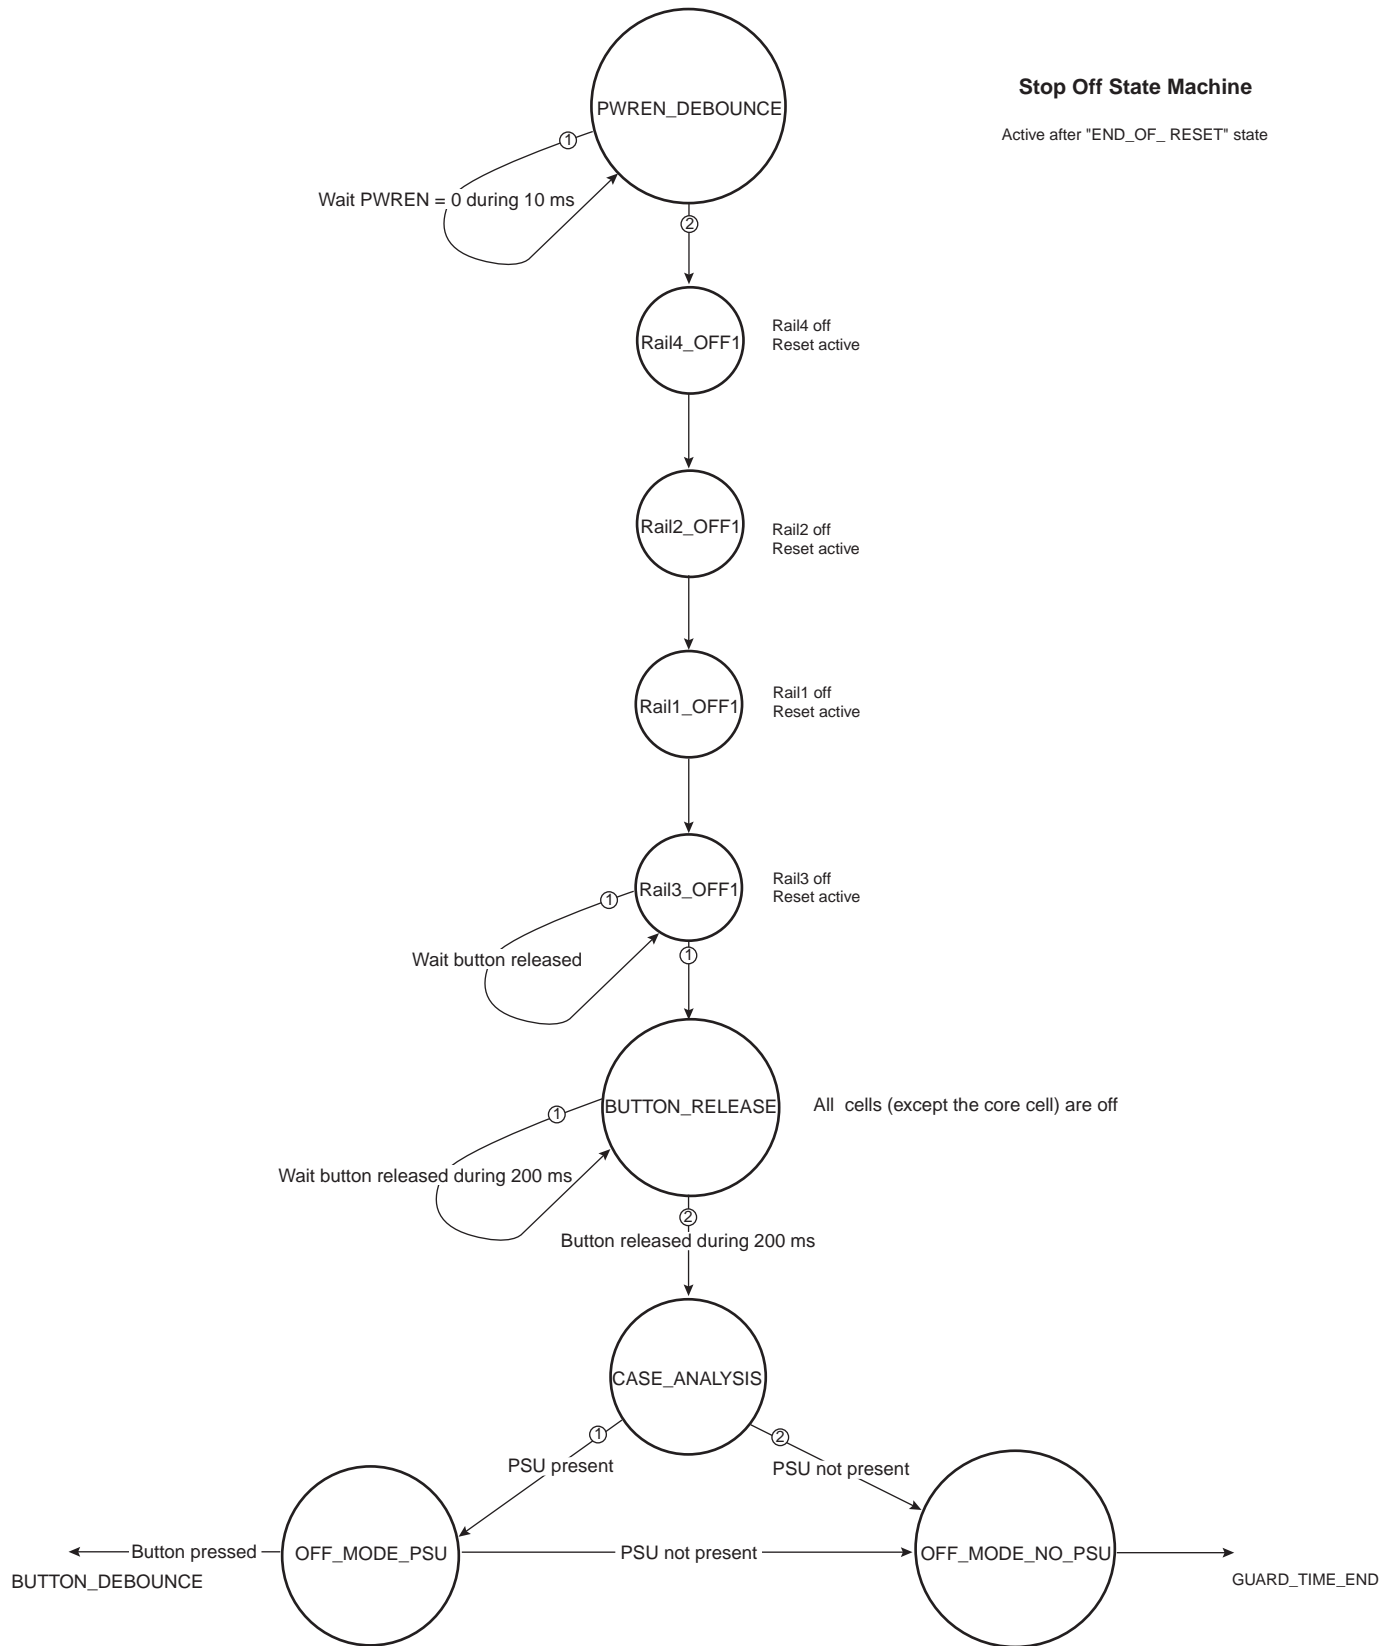 PWREN_DEBOUNCE
Stop Off State Machine
Active after "END_OF_ RESET" state
1
Wait PWREN = 0 during 10 ms
2
Rail4_OFF1
Rail4 off
Reset active
Rail2_OFF1
Rail2 off
Reset active
Rail1_OFF1
Rail1 off
Reset active
Rail3_OFF1
Rail3 off
Reset active
1
Wait button released
1
BUTTON_RELEASE
All cells (except the core cell) are off
1
Wait button released during 200 ms
2
Button released during 200 ms
CASE_ANALYSIS
1
PSU present
2
PSU not present
Button pressed
BUTTON_DEBOUNCE
OFF_MODE_PSU
PSU not present
OFF_MODE_NO_PSU
GUARD_TIME_END